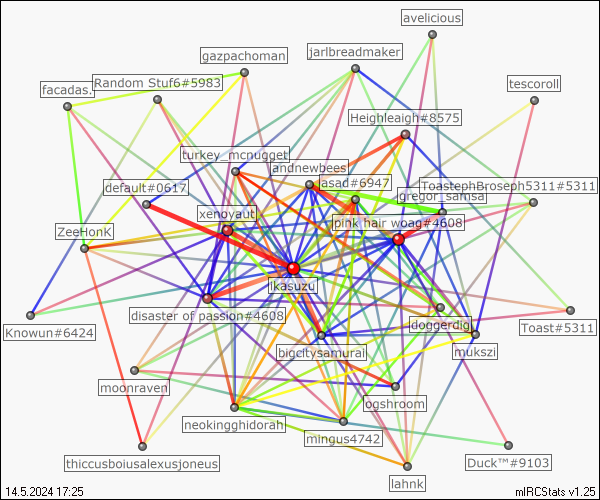 avelicious
gazpachoman
jarlbreadmaker
facadas.
Random Stuf6#5983
tescoroll
Heighleaigh#8575
turkey_mcnugget
andnewbees
default#0617
asad#6947
ToastephBroseph5311#5311
gregor_samsa
xenoyaut
pink hair woag#4608
ZeeHonK
Ikasuzu
disaster of passion#4608
Knowun#6424
doggerdig
Toast#5311
bigcitysamurai
mukszi
moonraven
ogshroom
neokingghidorah
mingus4742
thiccusboiusalexusjoneus
Duck™#9103
lahnk
14.5.2024 17:25
mIRCStats v1.25